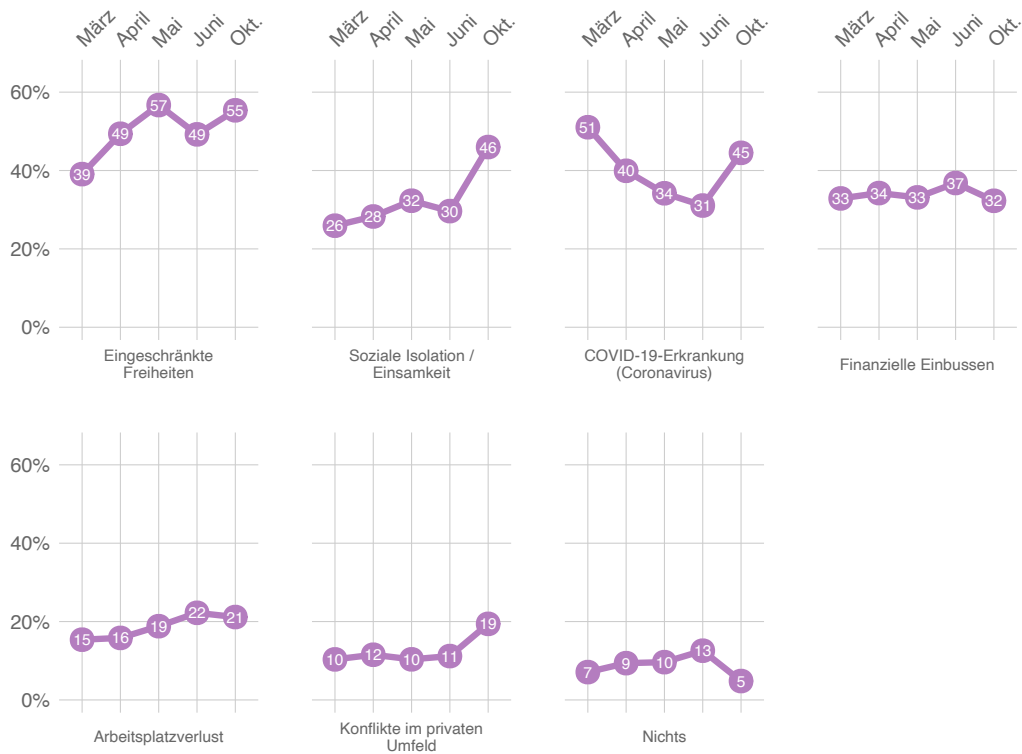 März April Mai Juni Okt. März April Mai Juni Okt. März April Mai Juni Okt. März April Mai Juni Okt.
60%
40%
20%
0%
39 49 57 49 55
26 28 32 30 46
51 40 34 31 45
33 34 33 37 32
Eingeschränkte
Freiheiten
Soziale Isolation /
Einsamkeit
COVID-19-Erkrankung
(Coronavirus)
Finanzielle Einbussen
60%
40%
20%
0%
15 16 19 22 21
10 12 10 11 19
7 9 10 13 5
Arbeitsplatzverlust
Konflikte im privaten
Umfeld
Nichts